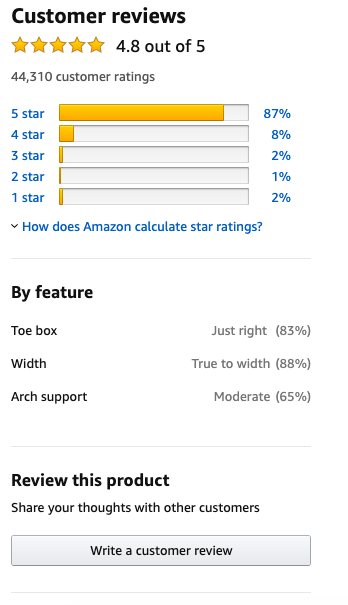 Customer reviews
4.8 out of 5
44,310 customer ratings
5 star 87%
4 star 8%
3 star 2%
2 star 1%
1 star 2%
How does Amazon calculate star ratings?
By feature
Toe box Just right (83%)
Width True to width (88%)
Arch support Moderate (65%)
Review this product
Share your thoughts with other customers
Write a customer review